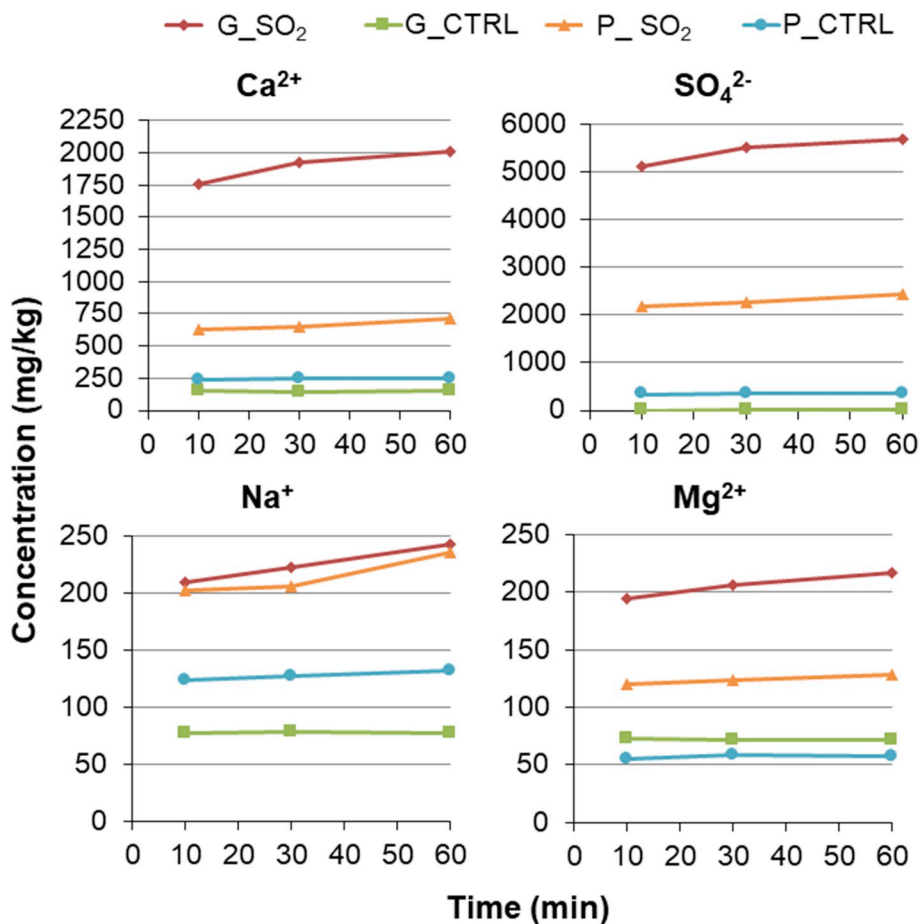 G_SO₂ G_CTRL P_ SO₂ P_CTRL
Ca²⁺
SO₄²⁻
2250
2000
1750
1500
1250
1000
750
500
250
0
0 10 20 30 40 50 60
6000
5000
4000
3000
2000
1000
0
0 10 20 30 40 50 60
Concentration (mg/kg)
Na⁺
Mg²⁺
250
200
150
100
50
0
0 10 20 30 40 50 60
250
200
150
100
50
0
0 10 20 30 40 50 60
Time (min)